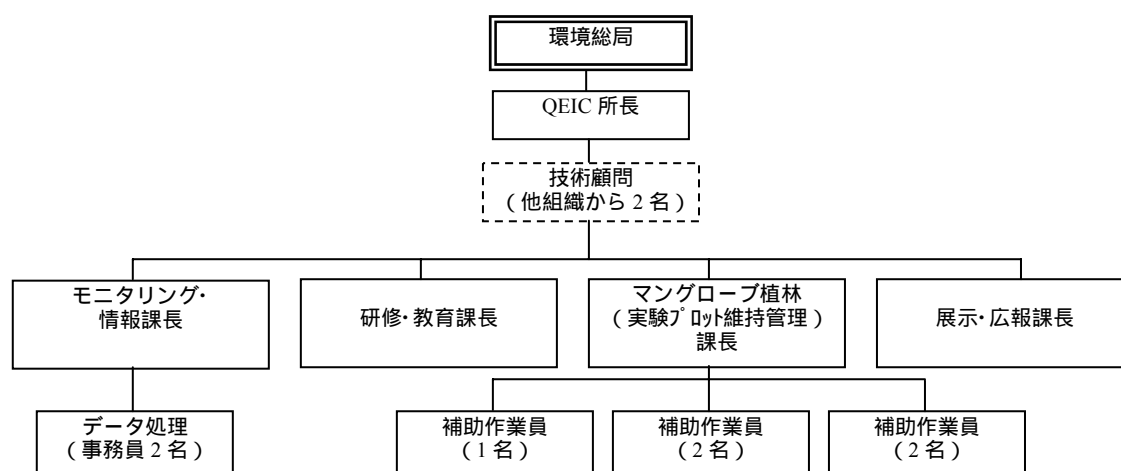 環境総局
QEIC 所長
技術顧問
（他組織から 2 名）
モニタリング・
情報課長
研修・教育課長
マングローブ植林
（実験ﾌﾟﾛｯﾄ維持管理）
課長
展示・広報課長
データ処理
（事務員 2 名）
補助作業員
（1 名）
補助作業員
（2 名）
補助作業員
（2 名）